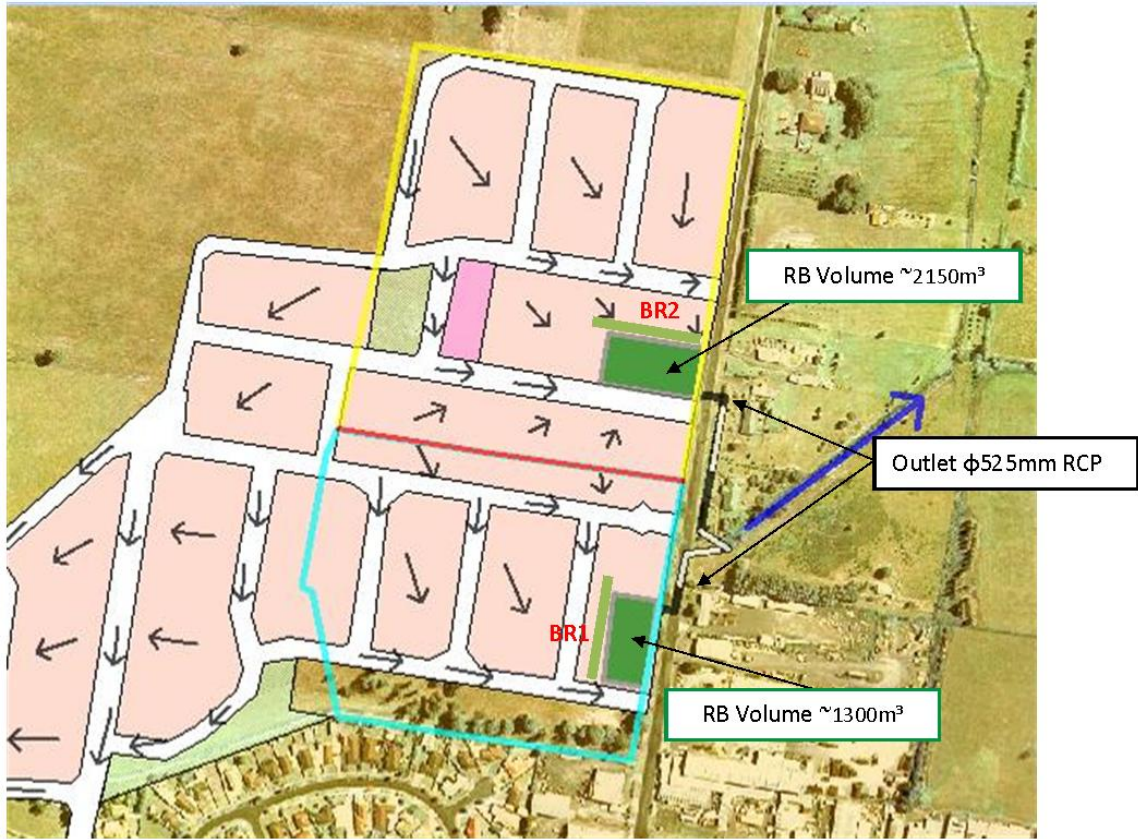 RB Volume ~2150m³
BR2
Outlet ϕ525mm RCP
BR1
RB Volume ~1300m³